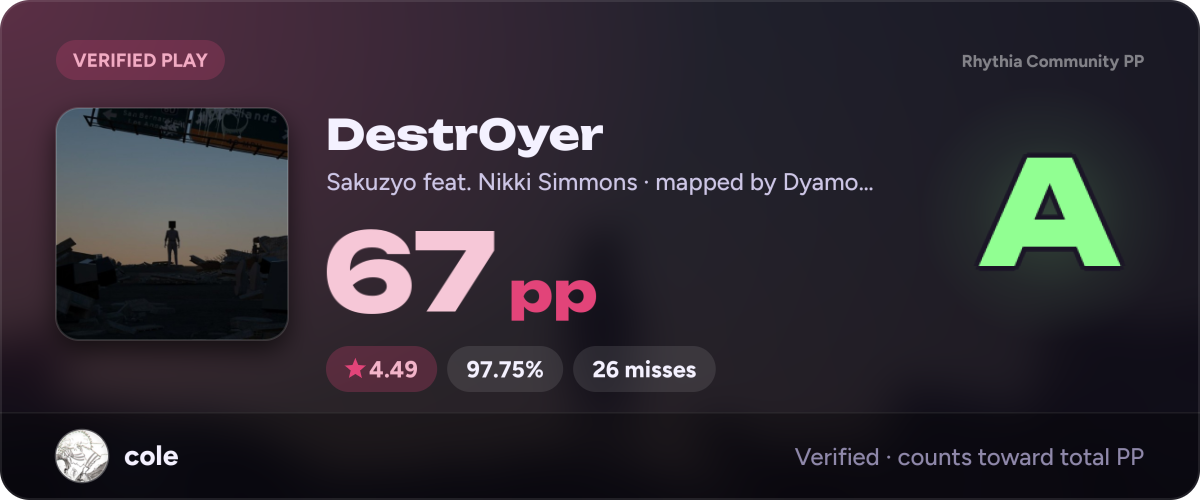 VERIFIED PLAY
Rhythia Community PP
DestrOyer
Sakuzyo feat. Nikki Simmons · mapped by Dyamo...
67 pp
A
★ 4.49
97.75%
26 misses
cole
Verified · counts toward total PP